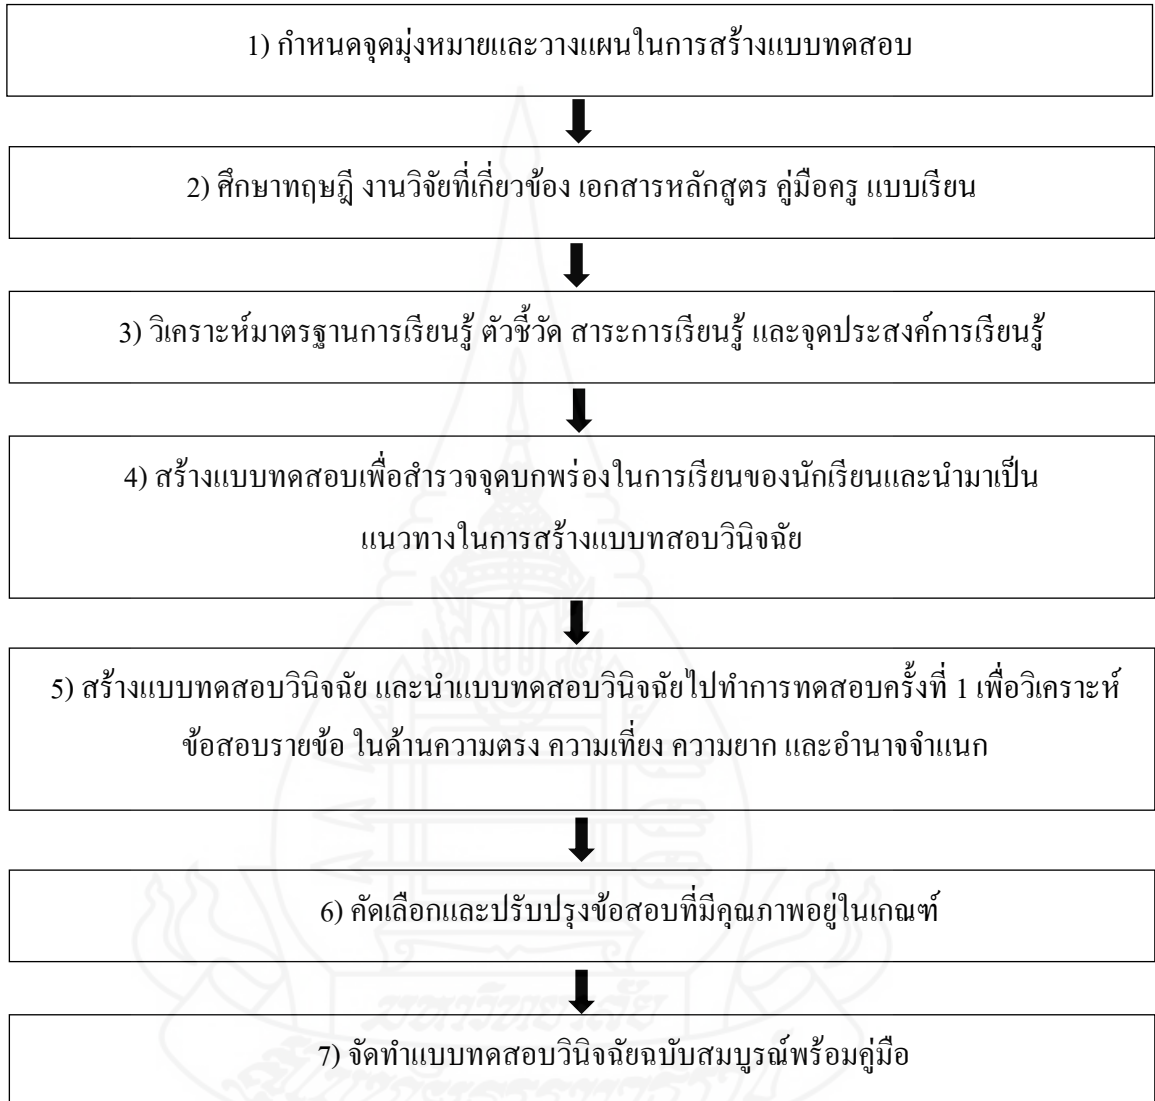 1) กำหนดจุดมุ่งหมายและวางแผนในการสร้างแบบทดสอบ
2) ศึกษาทฤษฎี งานวิจัยที่เกี่ยวข้อง เอกสารหลักสูตร คู่มือครู แบบเรียน
3) วิเคราะห์มาตรฐานการเรียนรู้ ตัวชี้วัด สาระการเรียนรู้ และจุดประสงค์การเรียนรู้
4) สร้างแบบทดสอบเพื่อสำรวจจุดบกพร่องในการเรียนของนักเรียนและนำมาเป็น
แนวทางในการสร้างแบบทสอบวินิจฉัย
5) สร้างแบบทดสอบวินิจฉัย และนำแบบทดสอบวินิจฉัยไปทำการทดสอบครั้งที่ 1 เพื่อวิเคราะห์
ข้อสอบรายข้อ ในด้านความตรง ความเที่ยง ความยาก และอำนาจจำแนก
6) คัดเลือกและปรับปรุงข้อสอบที่มีคุณภาพอยู่ในเกณฑ์
มหาวิทยาลัย
7) จัดทำแบบทดสอบวินิจฉัยฉบับสมบูรณ์พร้อมคู่มือ